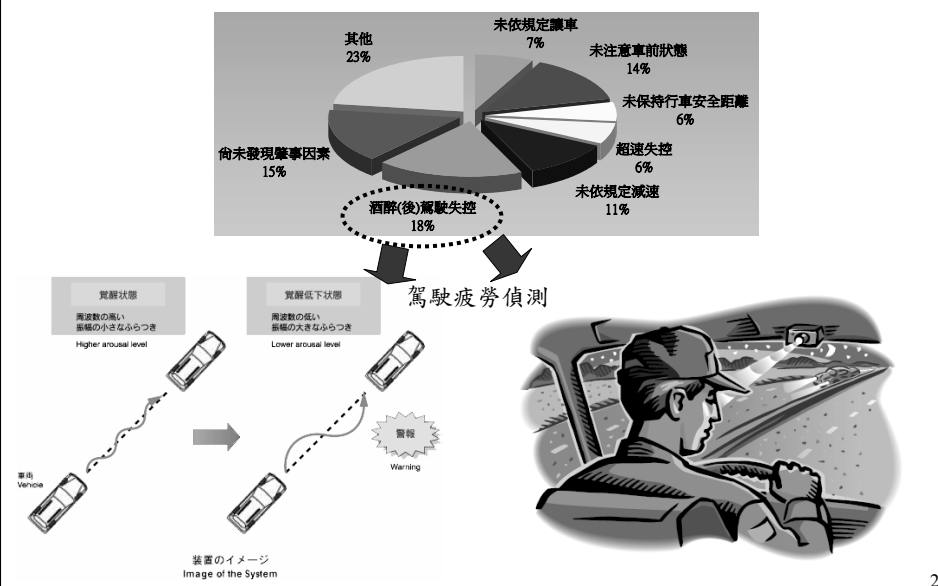 未依規定讓車
7%
其他
23%
未注意車前狀態
14%
未保持行車安全距離
6%
尚未發現肇事因素
15%
超速失控
6%
未依規定減速
11%
酒醉(後)駕駛失控
18%
駕駛疲勞偵測
覚醒状態
周波数の高い
振幅の小さなふらつき
Higher arousal level
覚醒低下状態
周波数の低い
振幅の大きなふらつき
Lower arousal level
警報
Warning
車両
Vehicle
装置のイメージ
Image of the System
2